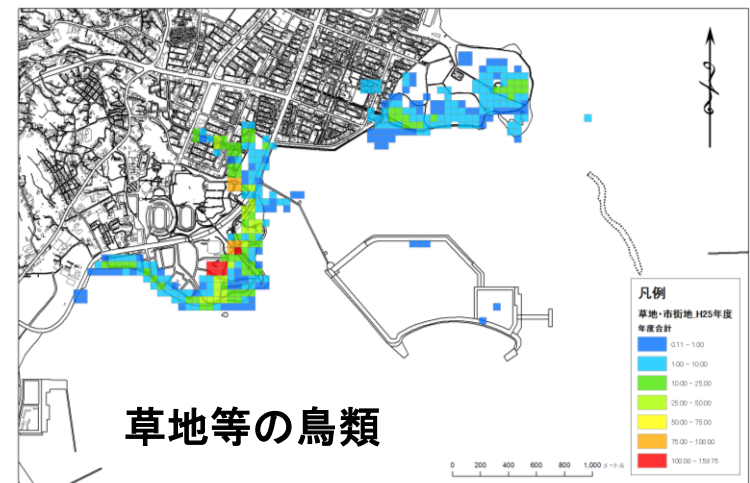 凡例
草地・市街地_H25年度
年度合計
0.11 - 1.00
1.00 - 10.00
10.00 - 25.00
25.00 - 50.00
50.00 - 75.00
75.00 - 100.00
100.00 - 159.75
草地等の鳥類
0 200 400 600 800 1,000 メートル